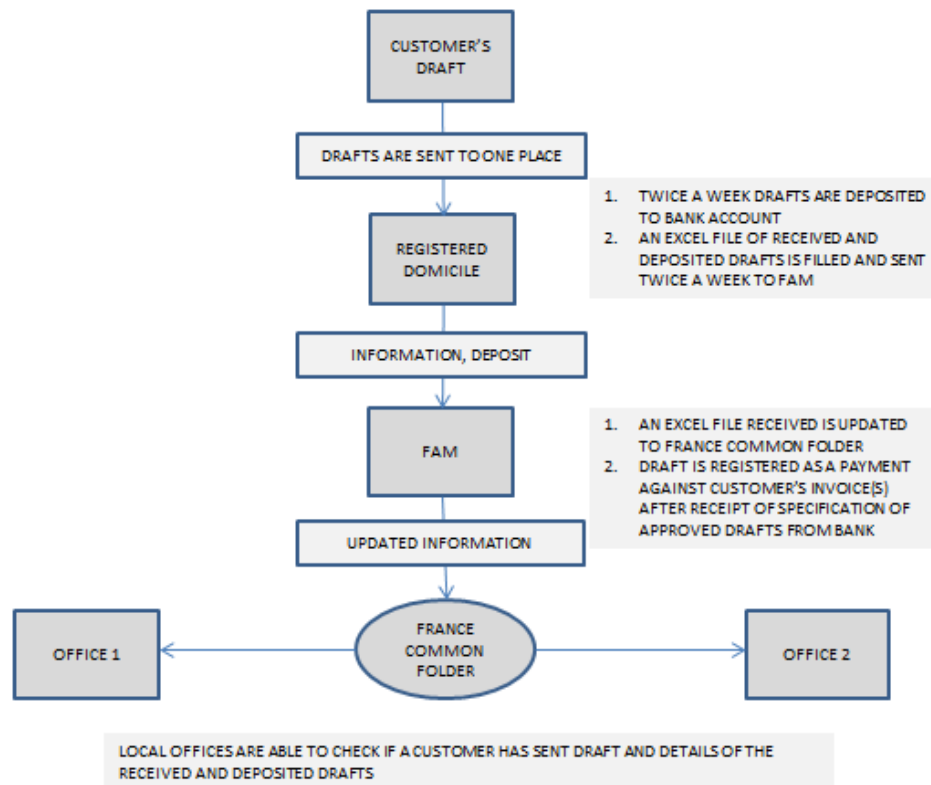 CUSTOMER'S
DRAFT
DRAFTS ARE SENT TO ONE PLACE
1. TWICE A WEEK DRAFTS ARE DEPOSITED
TO BANK ACCOUNT
2. AN EXCEL FILE OF RECEIVED AND
DEPOSITED DRAFTS IS FILLED AND SENT
TWICE A WEEK TO FAM
REGISTERED
DOMICILE
INFORMATION, DEPOSIT
FAM
1. AN EXCEL FILE RECEIVED IS UPDATED
TO FRANCE COMMON FOLDER
2. DRAFT IS REGISTERED AS A PAYMENT
AGAINST CUSTOMER'S INVOICE(S)
AFTER RECEIPT OF SPECIFICATION OF
APPROVED DRAFTS FROM BANK
UPDATED INFORMATION
OFFICE 1
FRANCE
COMMON
FOLDER
OFFICE 2
LOCAL OFFICES ARE ABLE TO CHECK IF A CUSTOMER HAS SENT DRAFT AND DETAILS OF THE
RECEIVED AND DEPOSITED DRAFTS